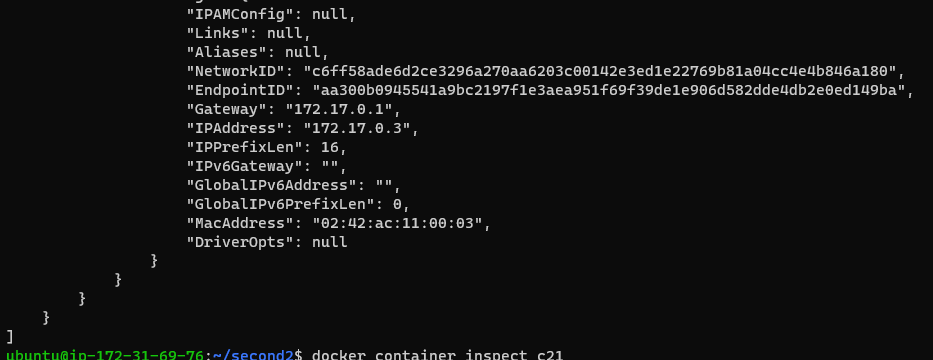 "IPAMConfig": null,
"Links": null,
"Aliases": null,
"NetworkID": "c6ff58ade6d2ce3296a270aa6203c00142e3ed1e22769b81a04cc4e4b846a180",
"EndpointID": "aa300b0945541a9bc2197f1e3aea951f69f39de1e906d582dde4db2e0ed149ba",
"Gateway": "172.17.0.1",
"IPAddress": "172.17.0.3",
"IPPrefixLen": 16,
"IPv6Gateway": "",
"GlobalIPv6Address": "",
"GlobalIPv6PrefixLen": 0,
"MacAddress": "02:42:ac:11:00:03",
"DriverOpts": null
}
}
}
}
]
ubuntu@ip-172-31-69-76:~/second2$ docker container inspect c21